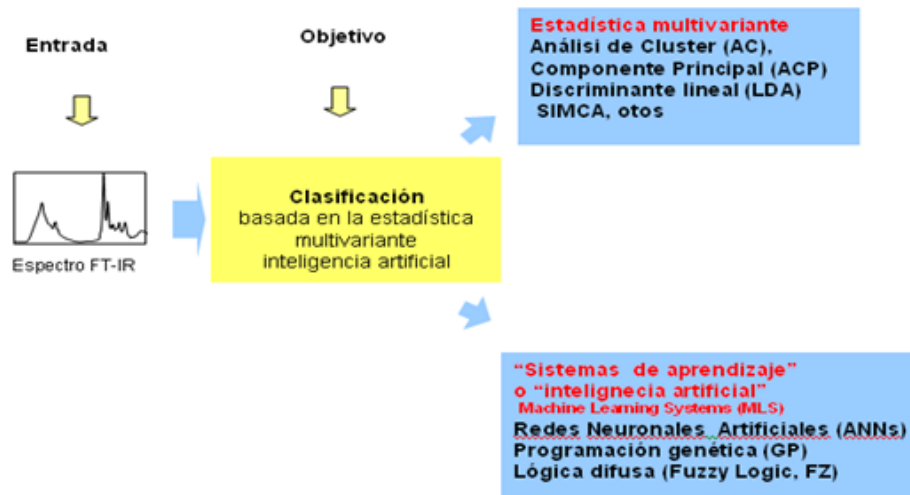 Entrada
Objetivo
Espectro FT-IR
Clasificación
basada en la estadística
multivariante
inteligencia artificial
Estadística multivariante
Análisi de Cluster (AC),
Componente Principal (ACP)
Discriminante lineal (LDA)
SIMCA, otos
“Sistemas de aprendizaje”
o “intelignecia artificial”
Machine Learning Systems (MLS)
Redes Neuronales Artificiales (ANNs)
Programación genética (GP)
Lógica difusa (Fuzzy Logic, FZ)